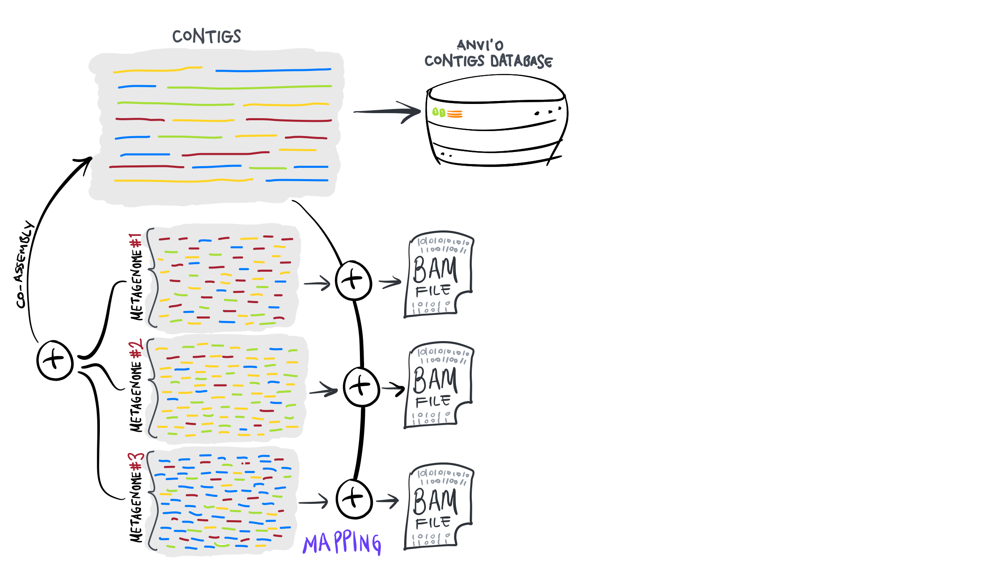 CONTIGS
ANVI'O
CONTIGS DATABASE
CO-ASSEMBLY
METAGENOME #1
BAM
FILE
METAGENOME #2
BAM
FILE
METAGENOME #3
BAM
FILE
MAPPING